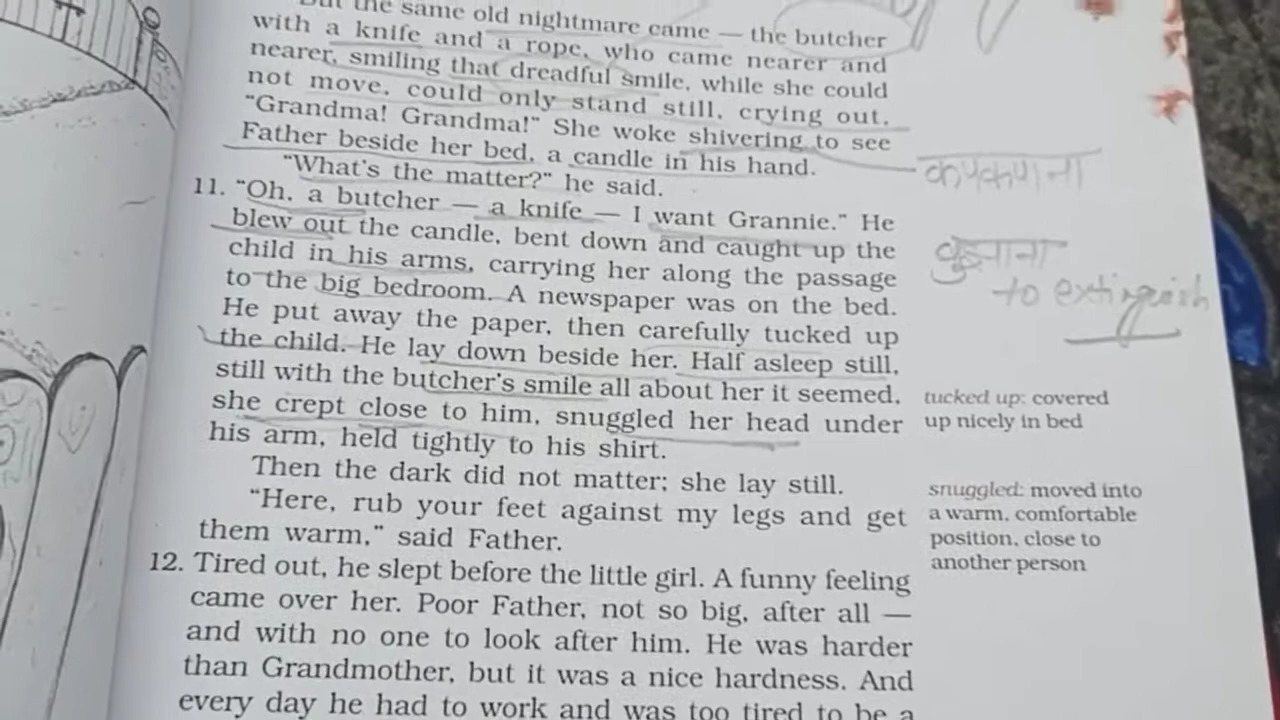 But the same old nightmare came — the butcher
with a knife and a rope, who came nearer and
nearer, smiling that dreadful smile, while she could
not move, could only stand still, crying out,
“Grandma! Grandma!” She woke shivering to see
Father beside her bed, a candle in his hand.
“What’s the matter?” he said.
11. “Oh, a butcher — a knife — I want Grannie.” He
blew out the candle, bent down and caught up the
child in his arms, carrying her along the passage
to the big bedroom. A newspaper was on the bed.
He put away the paper, then carefully tucked up
the child. He lay down beside her. Half asleep still,
still with the butcher’s smile all about her it seemed,
she crept close to him, snuggled her head under
his arm, held tightly to his shirt.
Then the dark did not matter; she lay still.
“Here, rub your feet against my legs and get
them warm,” said Father.
12. Tired out, he slept before the little girl. A funny feeling
came over her. Poor Father, not so big, after all —
and with no one to look after him. He was harder
than Grandmother, but it was a nice hardness. And
every day he had to work and was too tired to be a
कपकपाना
बुझाना
to extinguish
tucked up: covered
up nicely in bed
snuggled: moved into
a warm, comfortable
position, close to
another person